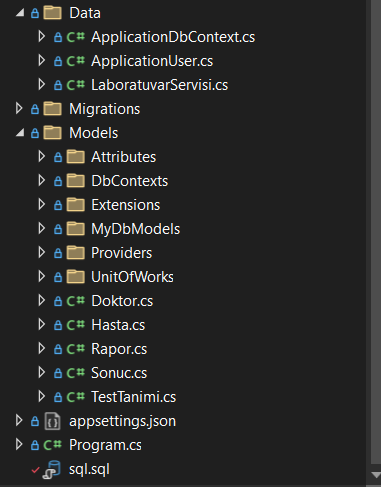 Data
C# ApplicationDbContext.cs
C# ApplicationUser.cs
C# LaboratuvarServisi.cs
Migrations
Models
Attributes
DbContexts
Extensions
MyDbModels
Providers
UnitOfWorks
C# Doktor.cs
C# Hasta.cs
C# Rapor.cs
C# Sonuc.cs
C# TestTanimi.cs
appsettings.json
C# Program.cs
sql.sql